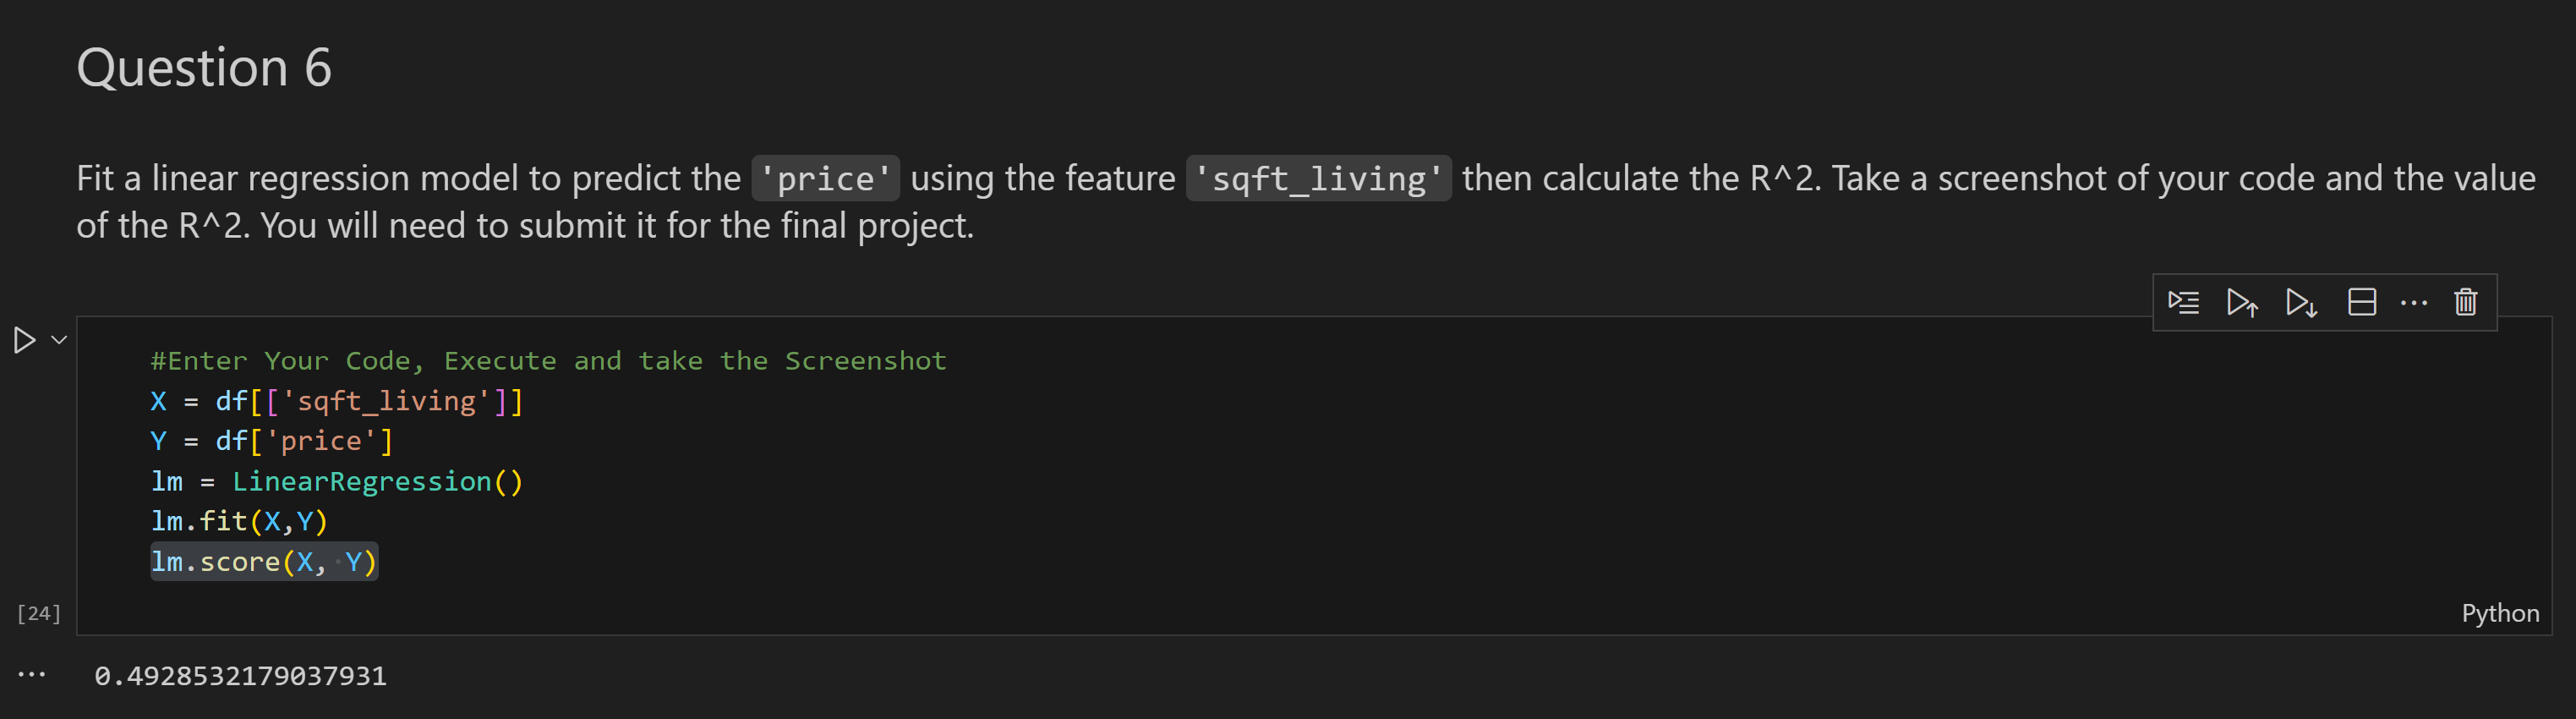 Question 6
Fit a linear regression model to predict the 'price' using the feature 'sqft_living' then calculate the R^2. Take a screenshot of your code and the value
of the R^2. You will need to submit it for the final project.
#Enter Your Code, Execute and take the Screenshot
X = df[['sqft_living']]
Y = df['price']
lm = LinearRegression()
lm.fit(X,Y)
lm.score(X, Y)
[24]
Python
0.4928532179037931